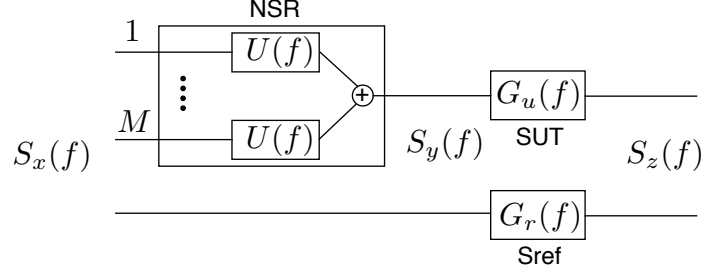 NSR
1
U(f)
M
U(f)
+
S_x(f)
S_y(f)
G_u(f)
SUT
S_z(f)
G_r(f)
Sref